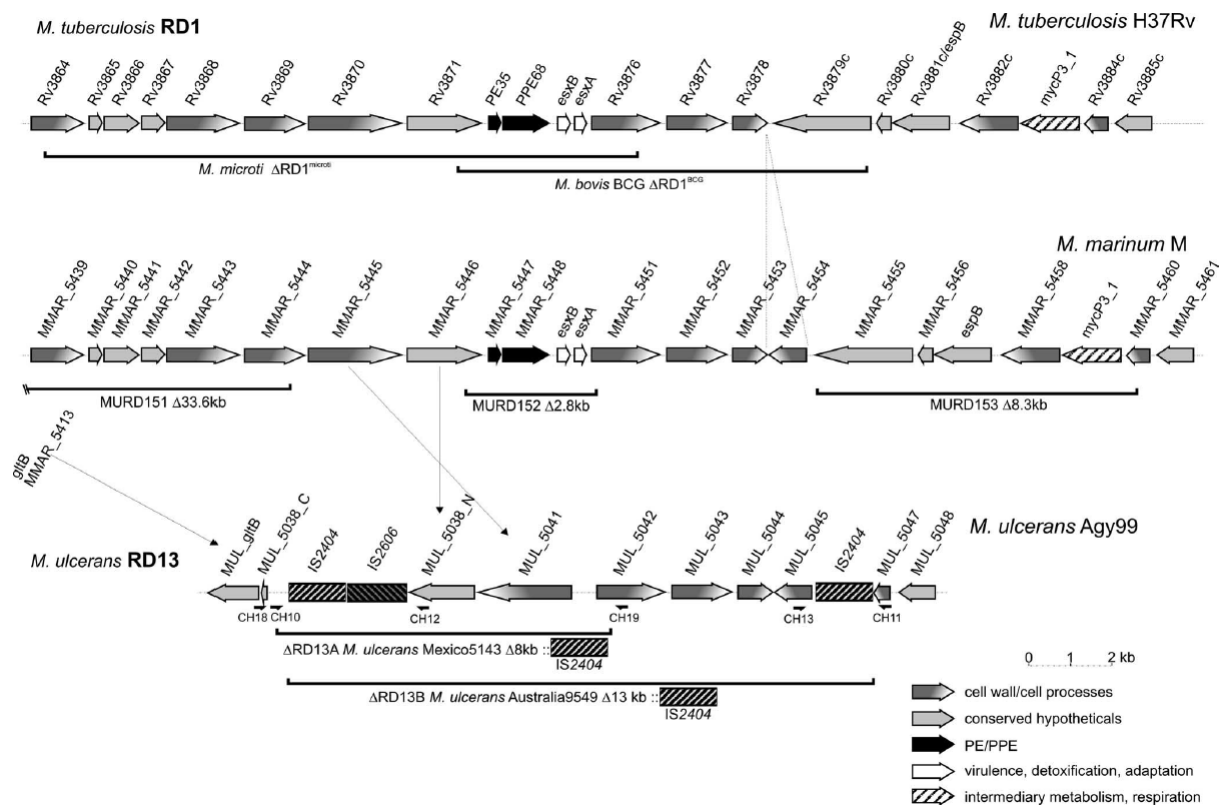 M. tuberculosis RD1
M. tuberculosis H37Rv
Rv3864
Rv3865
Rv3866
Rv3867
Rv3868
Rv3869
Rv3870
Rv3871
PE35
PPE68
esxB
esxA
Rv3876
Rv3877
Rv3878
Rv3879c
Rv3880c
Rv3881c/espB
Rv3882c
mycP3_1
Rv3884c
Rv3885c
M. microti ΔRD1microti
M. bovis BCG ΔRD1BCG
M. marinum M
MMAR_5439
MMAR_5440
MMAR_5441
MMAR_5442
MMAR_5443
MMAR_5444
MMAR_5445
MMAR_5446
MMAR_5447
MMAR_5448
esxB
esxA
MMAR_5451
MMAR_5452
MMAR_5453
MMAR_5454
MMAR_5455
MMAR_5456
espB
MMAR_5458
mycP3_1
MMAR_5460
MMAR_5461
MURD151 Δ33.6kb
MURD152 Δ2.8kb
MURD153 Δ8.3kb
gltB
MMAR_5413
M. ulcerans RD13
M. ulcerans Agy99
MUL_gltB
MUL_5038_C
IS2404
IS2606
MUL_5038_N
MUL_5041
MUL_5042
MUL_5043
MUL_5044
MUL_5045
IS2404
MUL_5047
MUL_5048
CH18
CH10
CH12
CH19
CH13
CH11
ΔRD13A M. ulcerans Mexico5143 Δ8kb ::
IS2404
ΔRD13B M. ulcerans Australia9549 Δ13 kb ::
IS2404
0 1 2 kb
cell wall/cell processes
conserved hypotheticals
PE/PPE
virulence, detoxification, adaptation
intermediary metabolism, respiration